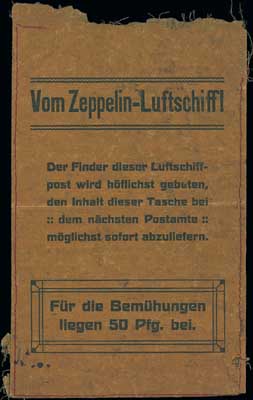 Vom Zeppelin-Luftschiff!
Der Finder dieser Luftschiff-
post wird höflichst gebeten,
den Inhalt dieser Tasche bei
:: dem nächsten Postamte ::
möglichst sofort abzuliefern.
Für die Bemühungen
liegen 50 Pfg. bei.